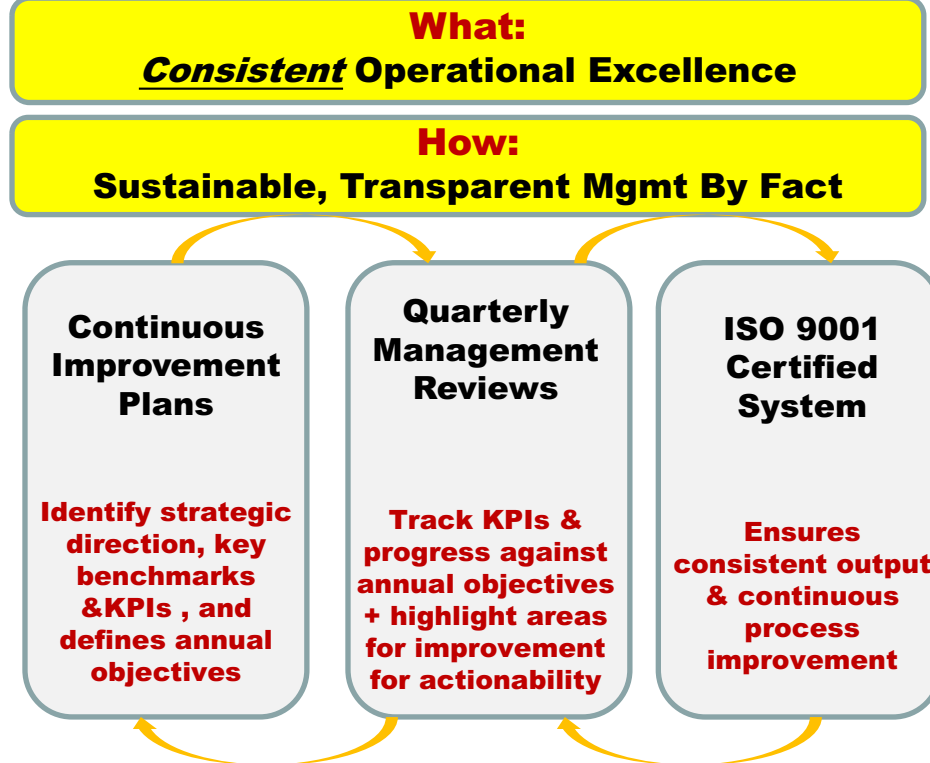 What:
Consistent Operational Excellence
How:
Sustainable, Transparent Mgmt By Fact
Continuous
Improvement
Plans
Identify strategic
direction, key
benchmarks
&KPIs , and
defines annual
objectives
Quarterly
Management
Reviews
Track KPIs &
progress against
annual objectives
+ highlight areas
for improvement
for actionability
ISO 9001
Certified
System
Ensures
consistent output
& continuous
process
improvement